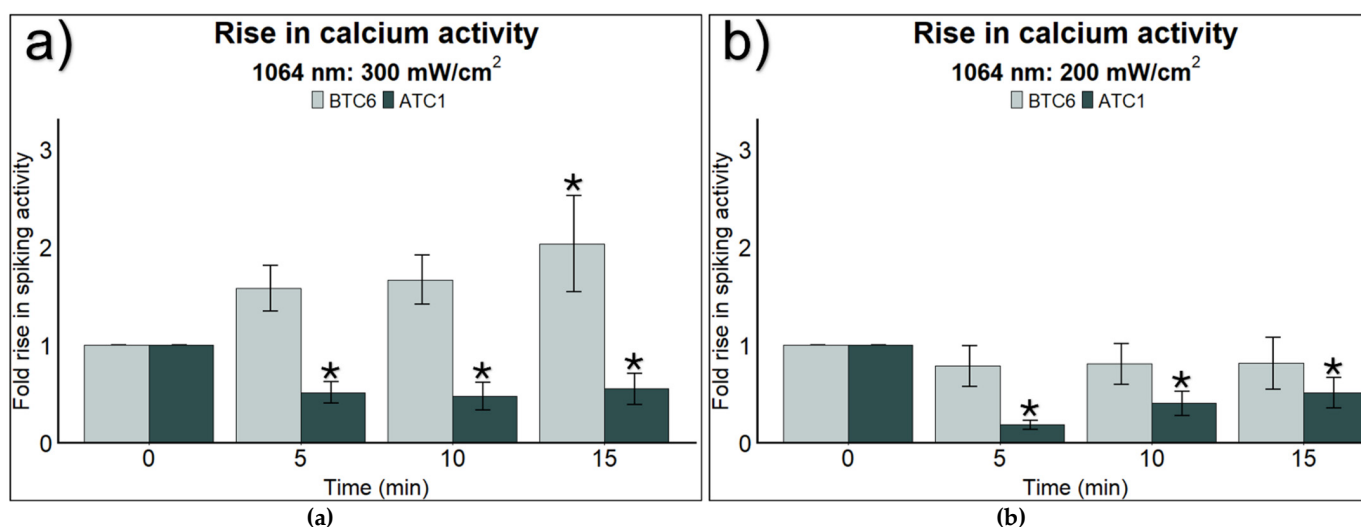 a)
Rise in calcium activity
1064 nm: 300 mW/cm²
BTC6 ATC1
Fold rise in spiking activity
3
2
1
0
* * * *
0 5 10 15
Time (min)
(a)
b)
Rise in calcium activity
1064 nm: 200 mW/cm²
BTC6 ATC1
Fold rise in spiking activity
3
2
1
0
* * *
0 5 10 15
Time (min)
(b)